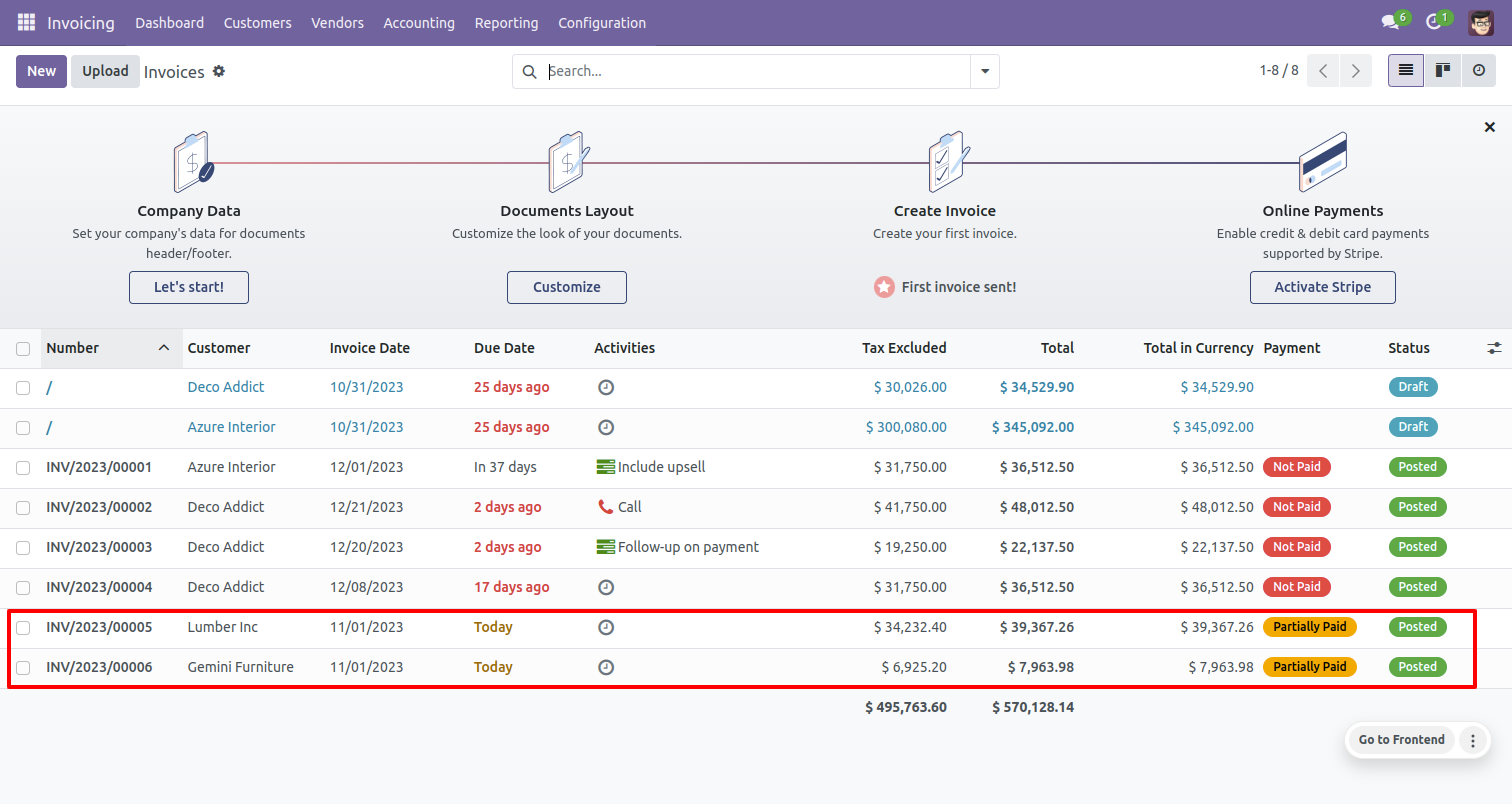 Invoicing Dashboard Customers Vendors Accounting Reporting Configuration 6 1
New Upload Invoices Search... 1-8 / 8
Company Data Documents Layout Create Invoice Online Payments
Set your company's data for documents Customize the look of your documents. Create your first invoice. Enable credit & debit card payments
header/footer. supported by Stripe.
Let's start! Customize First invoice sent! Activate Stripe
Number Customer Invoice Date Due Date Activities Tax Excluded Total Total in Currency Payment Status
/ Deco Addict 10/31/2023 25 days ago $ 30,026.00 $ 34,529.90 $ 34,529.90 Draft
/ Azure Interior 10/31/2023 25 days ago $ 300,080.00 $ 345,092.00 $ 345,092.00 Draft
INV/2023/00001 Azure Interior 12/01/2023 In 37 days Include upsell $ 31,750.00 $ 36,512.50 $ 36,512.50 Not Paid Posted
INV/2023/00002 Deco Addict 12/21/2023 2 days ago Call $ 41,750.00 $ 48,012.50 $ 48,012.50 Not Paid Posted
INV/2023/00003 Deco Addict 12/20/2023 2 days ago Follow-up on payment $ 19,250.00 $ 22,137.50 $ 22,137.50 Not Paid Posted
INV/2023/00004 Deco Addict 12/08/2023 17 days ago $ 31,750.00 $ 36,512.50 $ 36,512.50 Not Paid Posted
INV/2023/00005 Lumber Inc 11/01/2023 Today $ 34,232.40 $ 39,367.26 $ 39,367.26 Partially Paid Posted
INV/2023/00006 Gemini Furniture 11/01/2023 Today $ 6,925.20 $ 7,963.98 $ 7,963.98 Partially Paid Posted
$ 495,763.60 $ 570,128.14
Go to Frontend